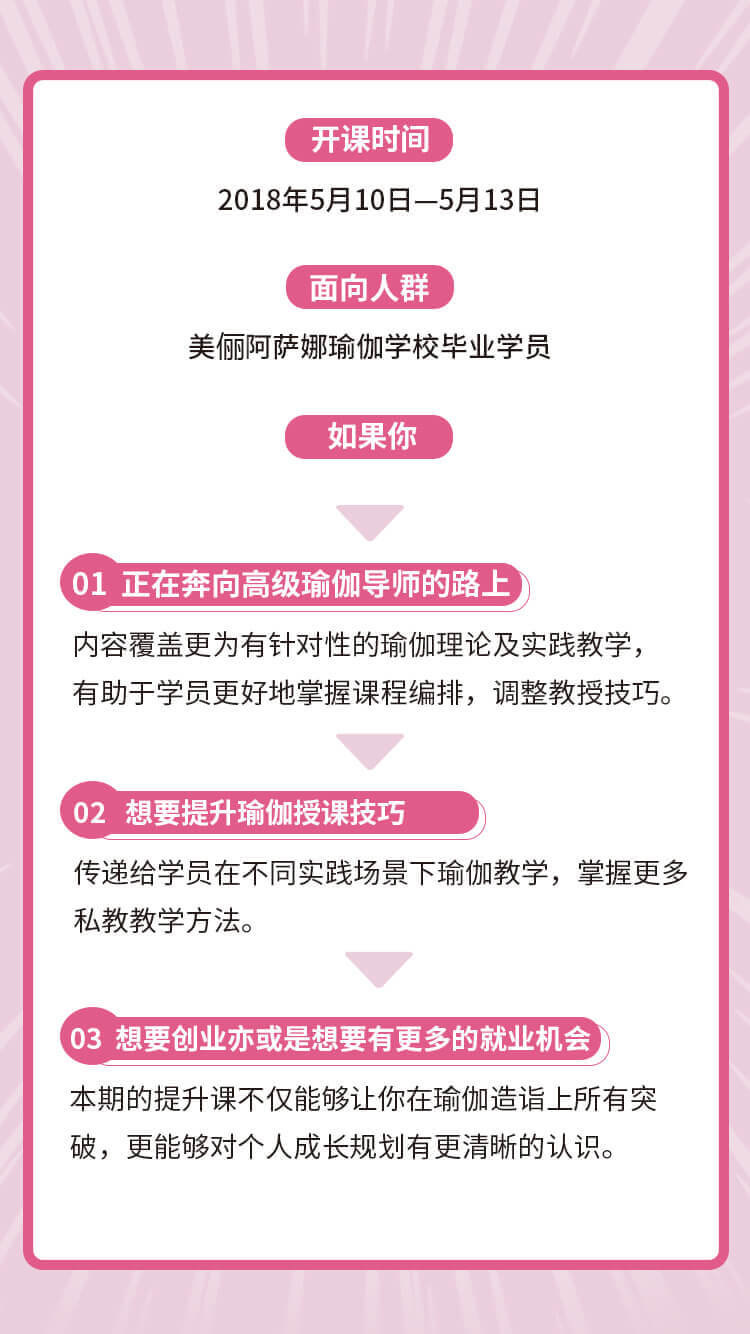 开课时间
2018年5月10日—5月13日
面向人群
美俪阿萨娜瑜伽学校毕业学员
如果你
01 正在奔向高级瑜伽导师的路上
内容覆盖更为有针对性的瑜伽理论及实践教学，
有助于学员更好地掌握课程编排，调整教授技巧。
02 想要提升瑜伽授课技巧
传递给学员在不同实践场景下瑜伽教学，掌握更多
私教教学方法。
03 想要创业亦或是想要有更多的就业机会
本期的提升课不仅能够让你在瑜伽造诣上所有突
破，更能够对个人成长规划有更清晰的认识。